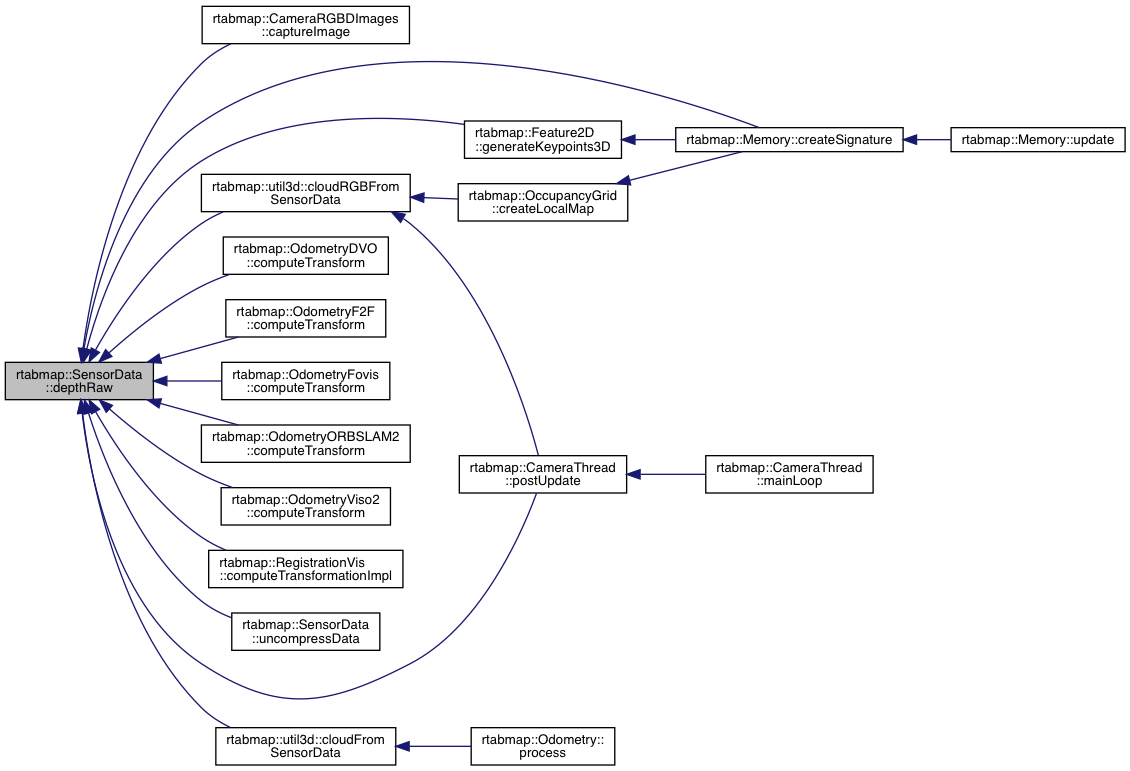 rtabmap::CameraRGBDImages
::captureImage
rtabmap::Feature2D
::generateKeypoints3D
rtabmap::Memory::createSignature
rtabmap::Memory::update
rtabmap::util3d::cloudRGBFrom
SensorData
rtabmap::OccupancyGrid
::createLocalMap
rtabmap::OdometryDVO
::computeTransform
rtabmap::OdometryF2F
::computeTransform
rtabmap::SensorData
::depthRaw
rtabmap::OdometryFovis
::computeTransform
rtabmap::OdometryORBSLAM2
::computeTransform
rtabmap::CameraThread
::postUpdate
rtabmap::CameraThread
::mainLoop
rtabmap::OdometryViso2
::computeTransform
rtabmap::RegistrationVis
::computeTransformationImpl
rtabmap::SensorData
::uncompressData
rtabmap::util3d::cloudFrom
SensorData
rtabmap::Odometry::
process